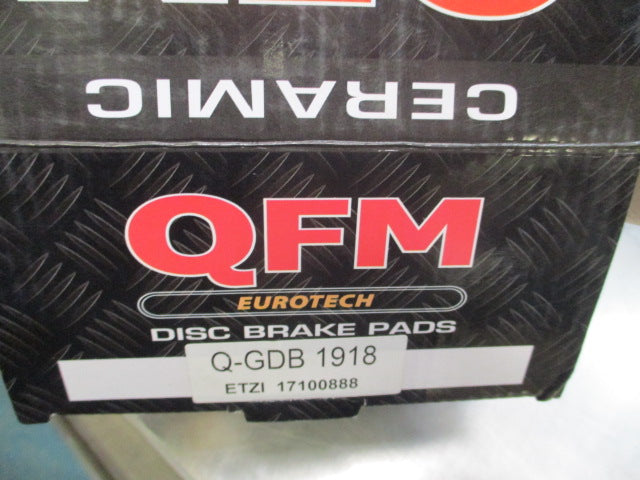 CERAMIC
QFM
EUROTECH
DISC BRAKE PADS
Q-GDB 1918
ETZI 17100888